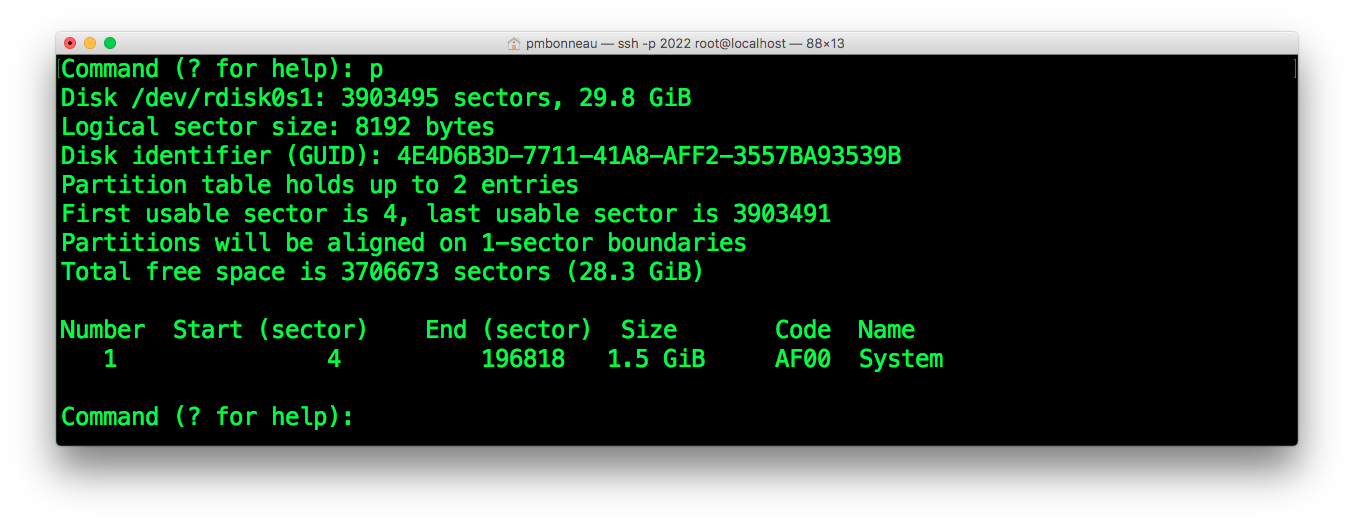 pmbonneau — ssh -p 2022 root@localhost — 88×13
Command (? for help): p
Disk /dev/rdisk0s1: 3903495 sectors, 29.8 GiB
Logical sector size: 8192 bytes
Disk identifier (GUID): 4E4D6B3D-7711-41A8-AFF2-3557BA93539B
Partition table holds up to 2 entries
First usable sector is 4, last usable sector is 3903491
Partitions will be aligned on 1-sector boundaries
Total free space is 3706673 sectors (28.3 GiB)
Number  Start (sector)    End (sector)  Size       Code  Name
   1               4          196818   1.5 GiB     AF00  System
Command (? for help):